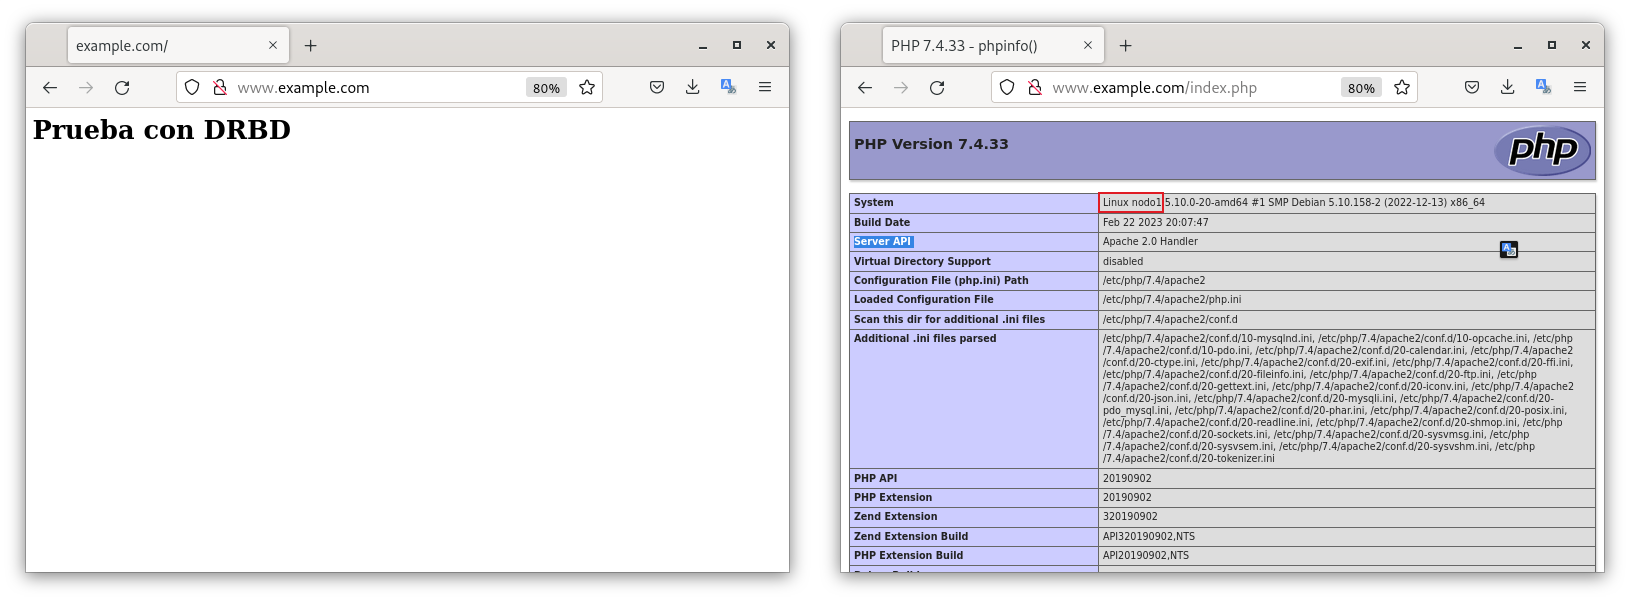 example.com/
www.example.com
80%
Prueba con DRBD
PHP 7.4.33 - phpinfo()
www.example.com/index.php
80%
PHP Version 7.4.33
php
System Linux nodo1 5.10.0-20-amd64 #1 SMP Debian 5.10.158-2 (2022-12-13) x86_64
Build Date Feb 22 2023 20:07:47
Server API Apache 2.0 Handler
Virtual Directory Support disabled
Configuration File (php.ini) Path /etc/php/7.4/apache2
Loaded Configuration File /etc/php/7.4/apache2/php.ini
Scan this dir for additional .ini files /etc/php/7.4/apache2/conf.d
Additional .ini files parsed /etc/php/7.4/apache2/conf.d/10-mysqlnd.ini, /etc/php/7.4/apache2/conf.d/10-opcache.ini, /etc/php
/7.4/apache2/conf.d/10-pdo.ini, /etc/php/7.4/apache2/conf.d/20-calendar.ini, /etc/php/7.4/apache2
/conf.d/20-ctype.ini, /etc/php/7.4/apache2/conf.d/20-exif.ini, /etc/php/7.4/apache2/conf.d/20-ffi.ini,
/etc/php/7.4/apache2/conf.d/20-fileinfo.ini, /etc/php/7.4/apache2/conf.d/20-ftp.ini, /etc/php
/7.4/apache2/conf.d/20-gettext.ini, /etc/php/7.4/apache2/conf.d/20-iconv.ini, /etc/php/7.4/apache2
/conf.d/20-json.ini, /etc/php/7.4/apache2/conf.d/20-mysqli.ini, /etc/php/7.4/apache2/conf.d/20-
pdo_mysql.ini, /etc/php/7.4/apache2/conf.d/20-phar.ini, /etc/php/7.4/apache2/conf.d/20-posix.ini,
/etc/php/7.4/apache2/conf.d/20-readline.ini, /etc/php/7.4/apache2/conf.d/20-shmop.ini, /etc/php
/7.4/apache2/conf.d/20-sockets.ini, /etc/php/7.4/apache2/conf.d/20-sysvmsg.ini, /etc/php
/7.4/apache2/conf.d/20-sysvsem.ini, /etc/php/7.4/apache2/conf.d/20-sysvshm.ini, /etc/php
/7.4/apache2/conf.d/20-tokenizer.ini
PHP API 20190902
PHP Extension 20190902
Zend Extension 320190902
Zend Extension Build API320190902,NTS
PHP Extension Build API20190902,NTS